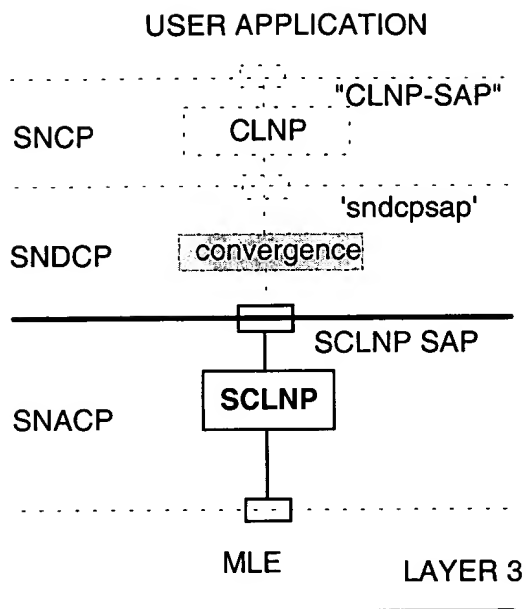 USER APPLICATION
"CLNP-SAP"
SNCP
CLNP
'sndcpsap'
SNDCP
convergence
SCLNP SAP
SCLNP
SNACP
MLE
LAYER 3